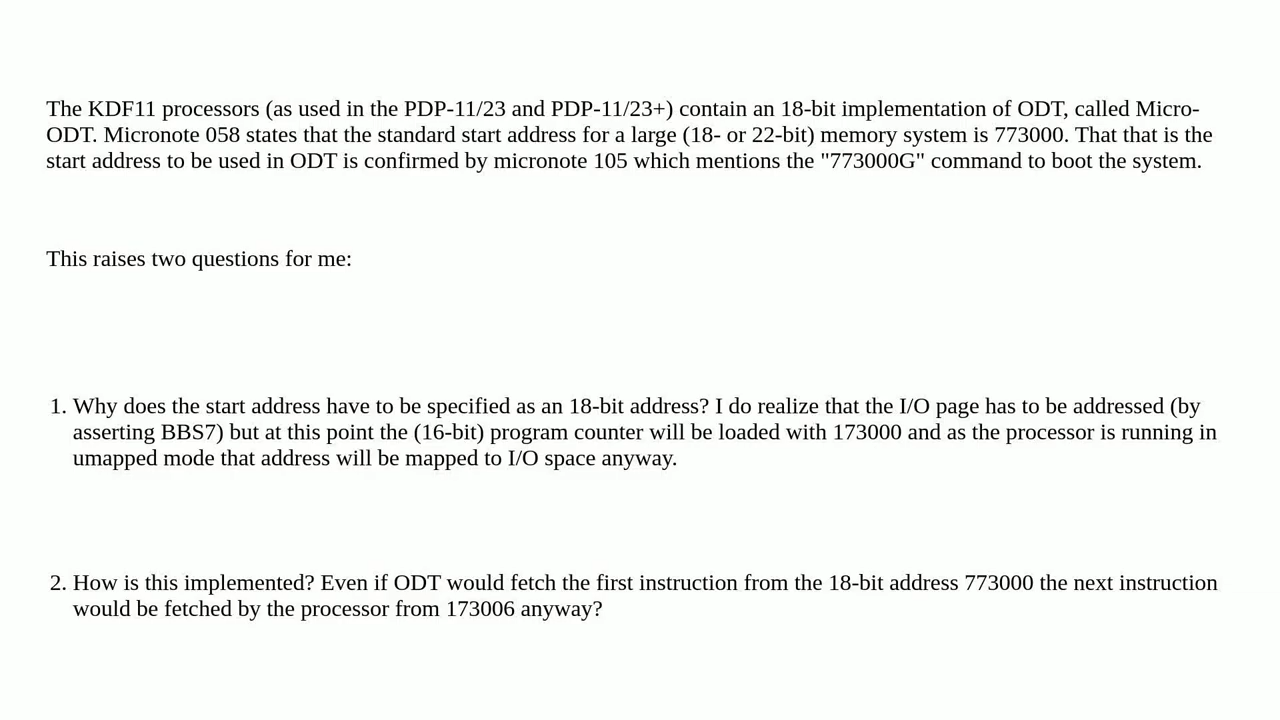 The KDF11 processors (as used in the PDP-11/23 and PDP-11/23+) contain an 18-bit implementation of ODT, called Micro-
ODT. Micronote 058 states that the standard start address for a large (18- or 22-bit) memory system is 773000. That that is the
start address to be used in ODT is confirmed by micronote 105 which mentions the "773000G" command to boot the system.
This raises two questions for me:
1. Why does the start address have to be specified as an 18-bit address? I do realize that the I/O page has to be addressed (by
asserting BBS7) but at this point the (16-bit) program counter will be loaded with 173000 and as the processor is running in
umapped mode that address will be mapped to I/O space anyway.
2. How is this implemented? Even if ODT would fetch the first instruction from the 18-bit address 773000 the next instruction
would be fetched by the processor from 173006 anyway?